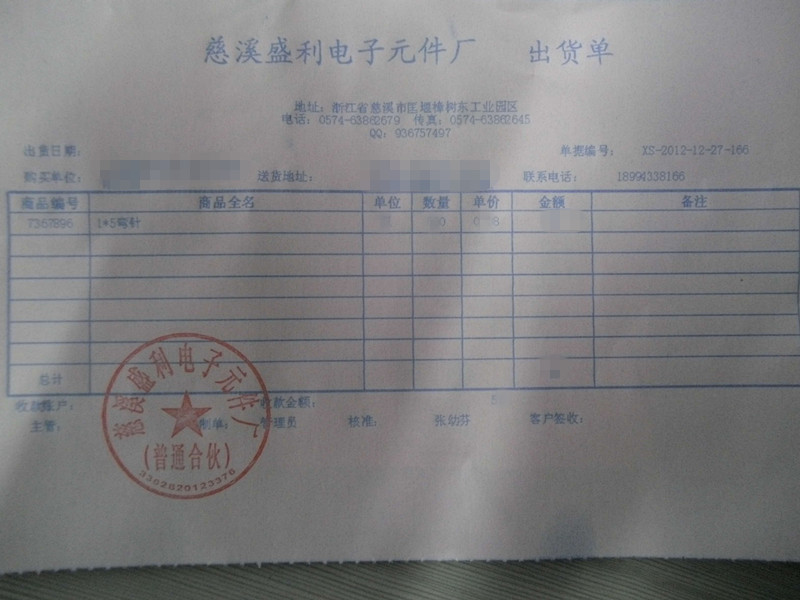 慈溪盛利电子元件厂 出货单
地址：浙江省慈溪市匡堰樟树东工业园区
电话：0574-63862679 传真：0574-63862645
QQ：936757497
出货日期： 单据编号： XS-2012-12-27-166
购买单位： 送货地址： 联系电话： 18994338166
商品编号 商品全名 单位 数量 单价 金额 备注
7367896 1*5弯针
总计
收款账户： 收款金额：
主管： 制单： 管理员 核准： 张幼芬 客户签收：
慈溪盛利电子元件厂
（普通合伙）
3302820123376